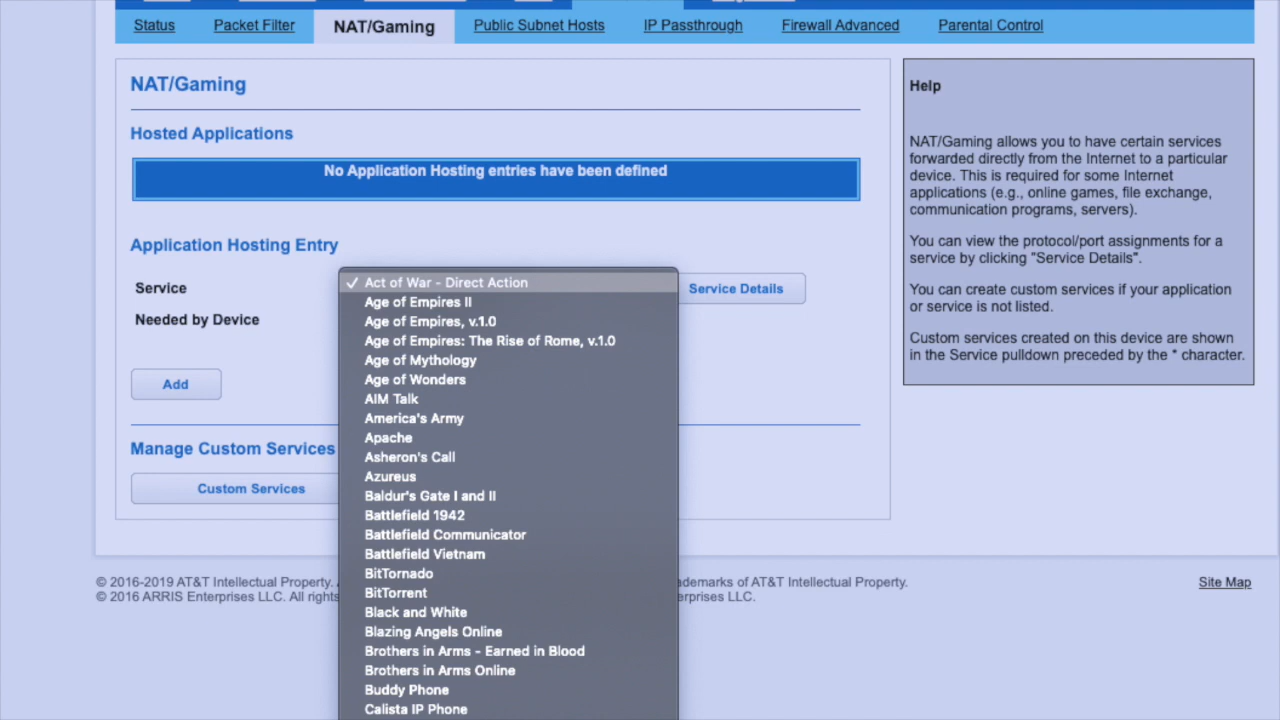 Status Packet Filter NAT/Gaming Public Subnet Hosts IP Passthrough Firewall Advanced Parental Control
NAT/Gaming
Hosted Applications
No Application Hosting entries have been defined
Application Hosting Entry
Service
Service Details
Needed by Device
Add
Manage Custom Services
Custom Services
✓ Act of War - Direct Action
Age of Empires II
Age of Empires, v.1.0
Age of Empires: The Rise of Rome, v.1.0
Age of Mythology
Age of Wonders
AIM Talk
America's Army
Apache
Asheron's Call
Azureus
Baldur's Gate I and II
Battlefield 1942
Battlefield Communicator
Battlefield Vietnam
BitTornado
BitTorrent
Black and White
Blazing Angels Online
Brothers in Arms - Earned in Blood
Brothers in Arms Online
Buddy Phone
Calista IP Phone
Help
NAT/Gaming allows you to have certain services
forwarded directly from the Internet to a particular
device. This is required for some Internet
applications (e.g., online games, file exchange,
communication programs, servers).
You can view the protocol/port assignments for a
service by clicking "Service Details".
You can create custom services if your application
or service is not listed.
Custom services created on this device are shown
in the Service pulldown preceded by the * character.
© 2016-2019 AT&T Intellectual Property. of AT&T Intellectual Property.
© 2016 ARRIS Enterprises LLC. All rights LLC.
Site Map